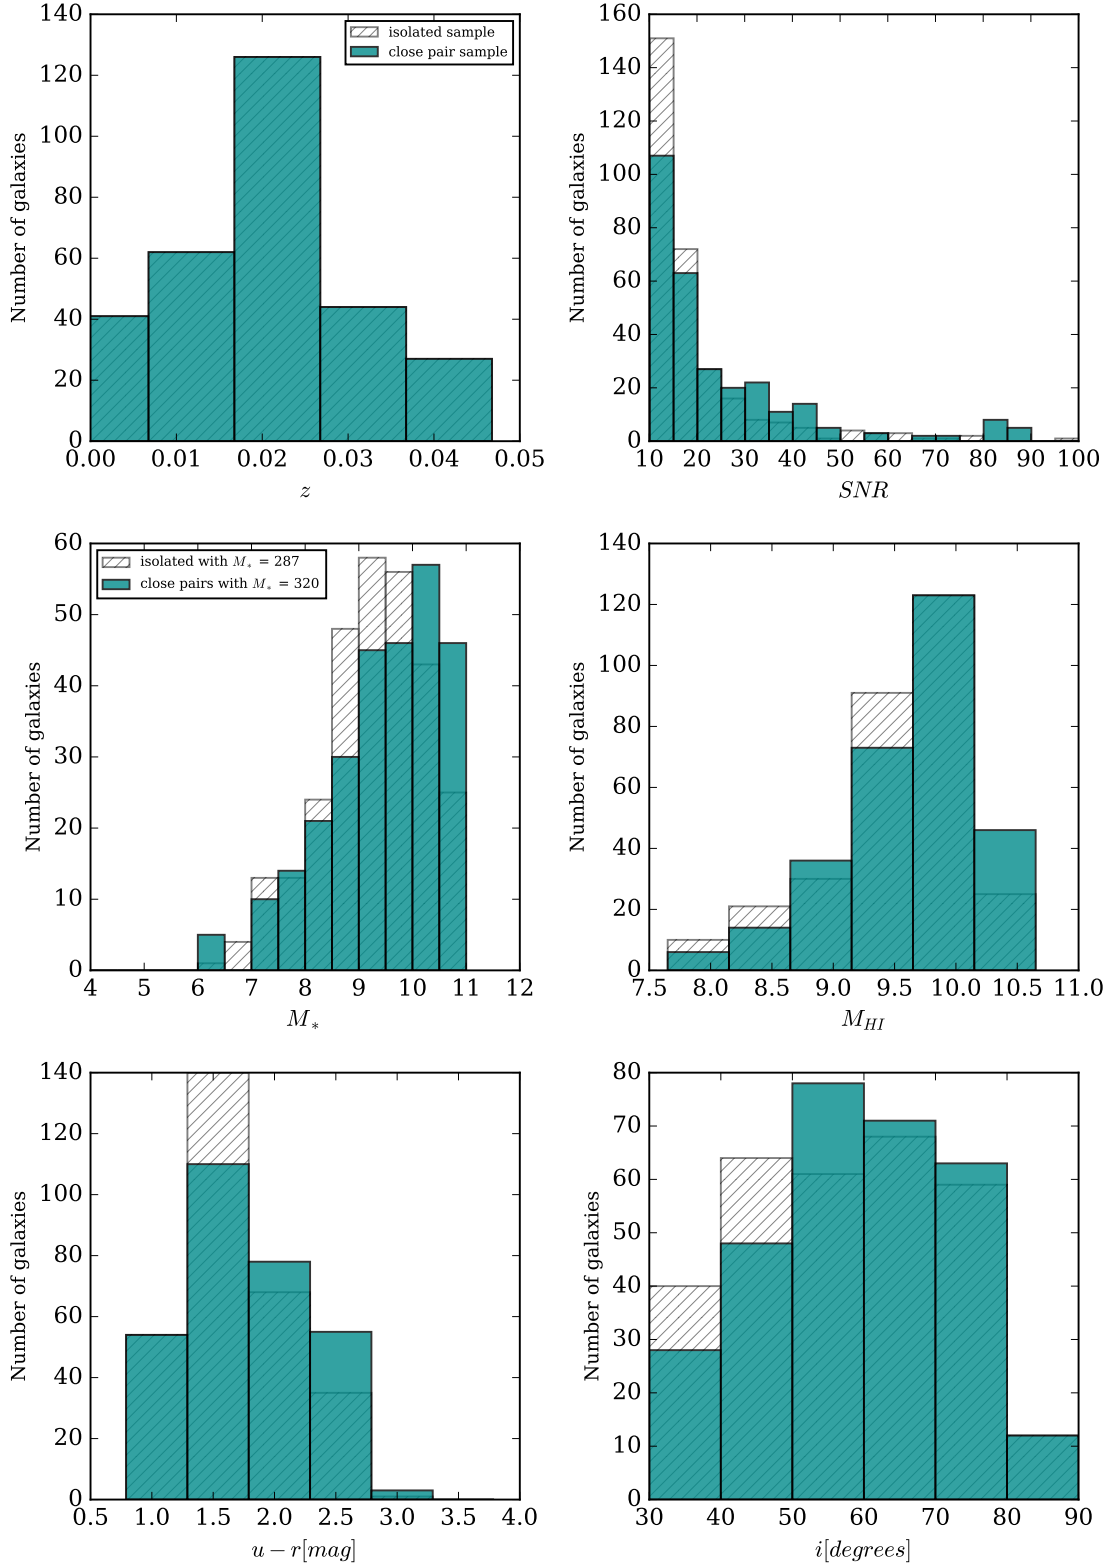 140
120
100
80
60
40
20
0
0.00 0.01 0.02 0.03 0.04 0.05
z
Number of galaxies
isolated sample
close pair sample
160
140
120
100
80
60
40
20
0
10 20 30 40 50 60 70 80 90 100
SNR
Number of galaxies
60
50
40
30
20
10
0
4 5 6 7 8 9 10 11 12
M*
Number of galaxies
isolated with M* = 287
close pairs with M* = 320
140
120
100
80
60
40
20
0
7.5 8.0 8.5 9.0 9.5 10.0 10.5 11.0
M_HI
Number of galaxies
140
120
100
80
60
40
20
0
0.5 1.0 1.5 2.0 2.5 3.0 3.5 4.0
u − r[mag]
Number of galaxies
80
70
60
50
40
30
20
10
0
30 40 50 60 70 80 90
i[degrees]
Number of galaxies